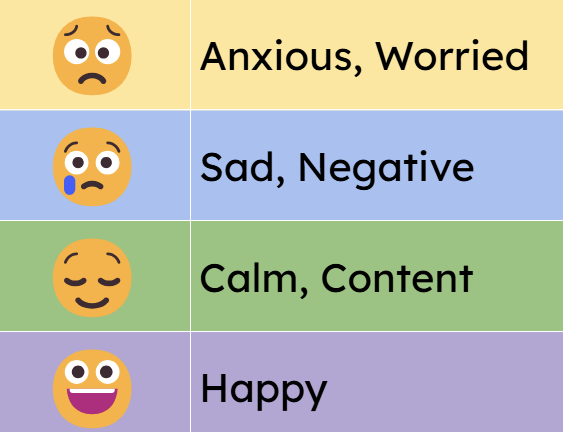 Anxious, Worried
Sad, Negative
Calm, Content
Happy